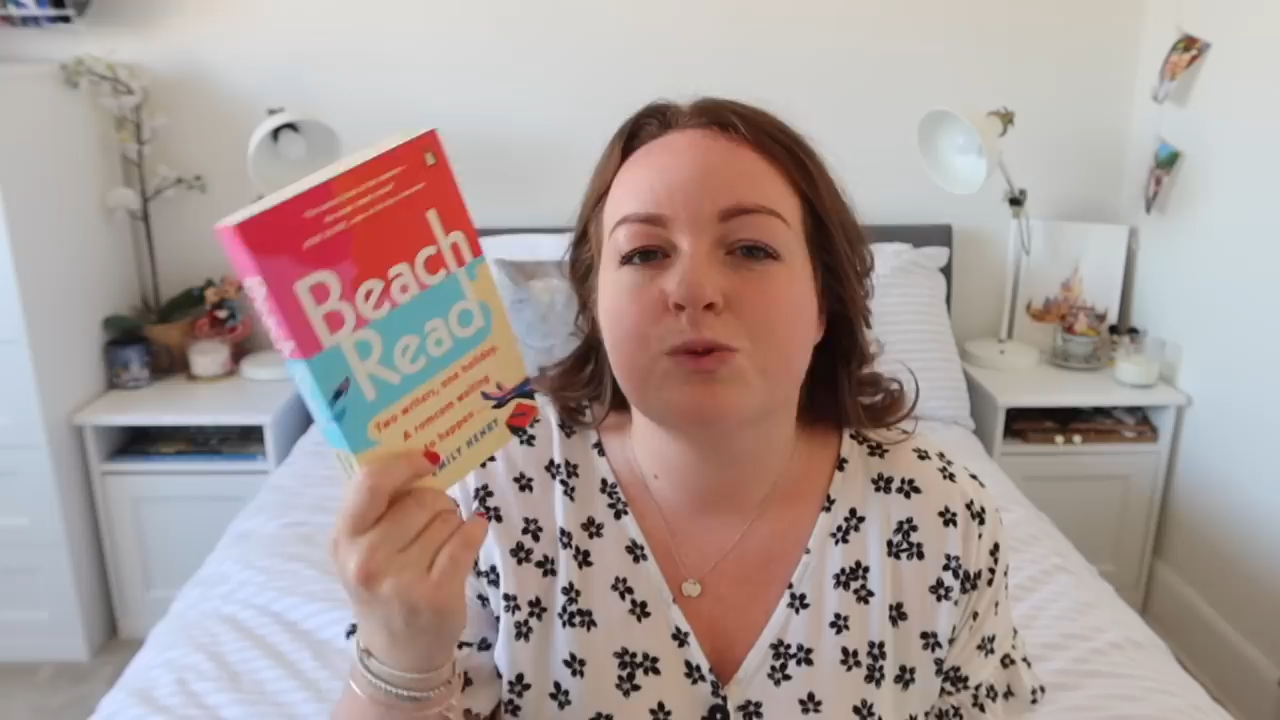 Beach
Read
Two writers, one holiday.
A romcom waiting
to happen...
EMILY HENRY